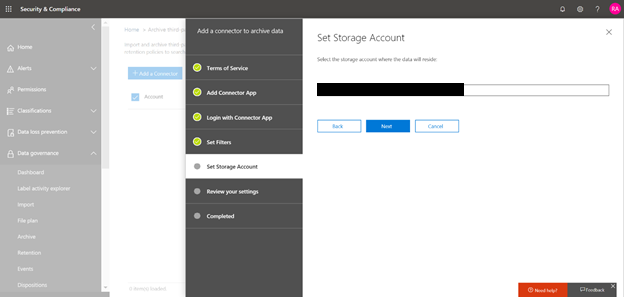 Security & Compliance
?
RA
Home
Alerts
Permissions
Classifications
Data loss prevention
Data governance
Dashboard
Label activity explorer
Import
File plan
Archive
Retention
Events
Dispositions
Home > Archive third
Import and archive third
+ Add a Connector
Account
item(s) loaded.
Add a connector to archive data
Terms of Service
Add Connector App
Login with Connector App
Set Filters
Set Storage Account
Review your settings
Completed
Set Storage Account
Select the storage account where the data will reside:
Back
Next
Cancel
Need help?
Feedback